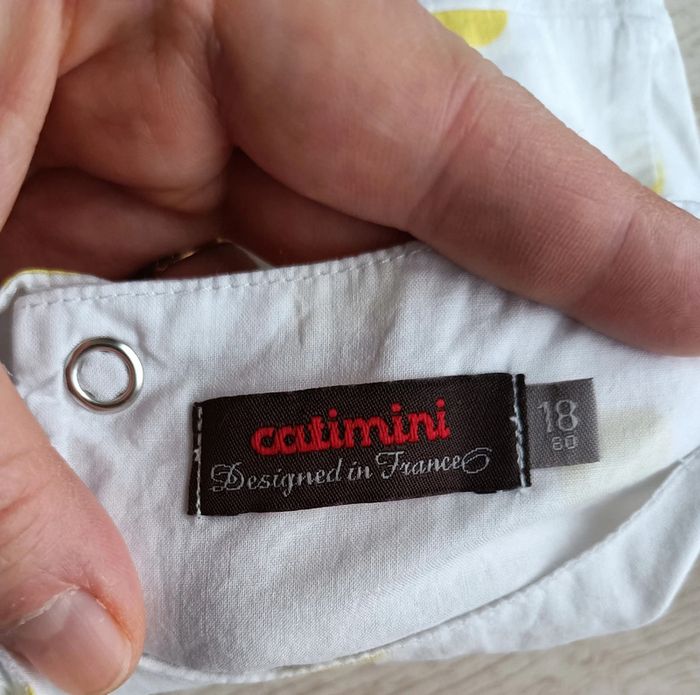 catimini
Designed in France
18
80